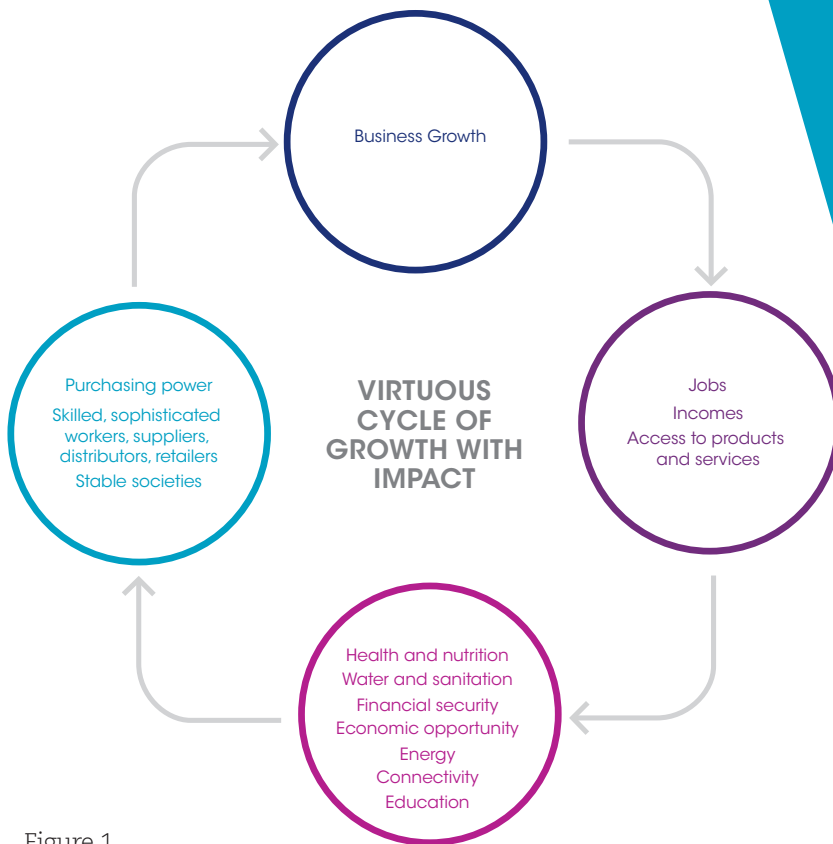 Business Growth
Purchasing power
Skilled, sophisticated
workers, suppliers,
distributors, retailers
Stable societies
VIRTUOUS
CYCLE OF
GROWTH WITH
IMPACT
Jobs
Incomes
Access to products
and services
Health and nutrition
Water and sanitation
Financial security
Economic opportunity
Energy
Connectivity
Education
Figure 1